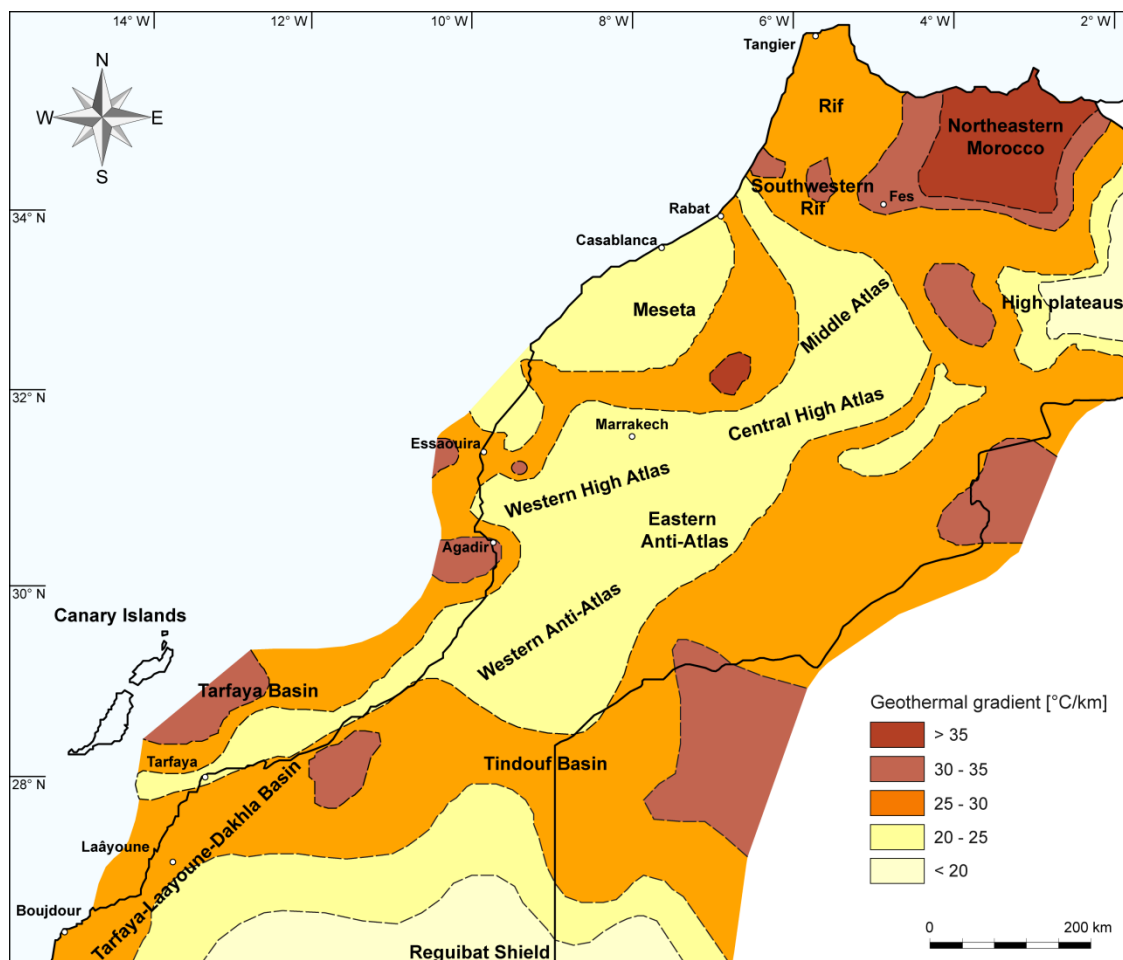 14° W
12° W
10° W
8° W
6° W
4° W
2° W
N
W
E
S
34° N
32° N
30° N
28° N
Tangier
Rif
Northeastern
Morocco
Southwestern
Rif
Fes
Rabat
Casablanca
Meseta
Middle Atlas
High plateaus
Marrakech
Central High Atlas
Essaouira
Western High Atlas
Eastern
Anti-Atlas
Agadir
Western Anti-Atlas
Canary Islands
Tarfaya Basin
Tarfaya
Tindouf Basin
Tarfaya-Laayoune-Dakhla Basin
Laâyoune
Boujdour
Reguibat Shield
Geothermal gradient [°C/km]
> 35
30 - 35
25 - 30
20 - 25
< 20
0
200 km